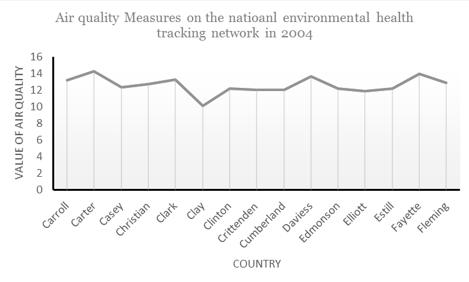 Air quality Measures on the natioanl environmental health
tracking network in 2004
VALUE OF AIR QUALITY
16
14
12
10
8
6
4
2
0
Carroll
Carter
Casey
Christian
Clark
Clay
Clinton
Crittenden
Cumberland
Daviess
Edmonson
Elliott
Estill
Fayette
Fleming
COUNTRY